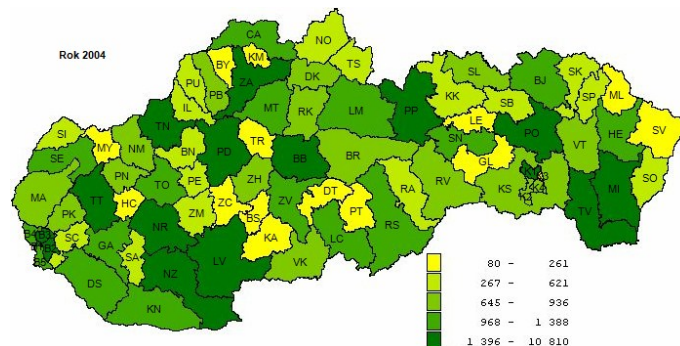 CA
NO
Rok 2004
BY
KM
TS
PU
PB
ZA
DK
SL
BJ
SK
ML
IL
MT
RK
LM
PP
KK
SB
SP
SI
TN
LE
PO
HE
SV
MY
NM
BN
PD
TR
BB
BR
SN
VT
SE
GL
PN
TO
PE
ZH
RA
RV
KS
MI
SO
MA
TT
HC
ZC
DT
PK
ZM
BS
ZV
PT
TV
NR
SC
GA
SA
KA
LC
RS
LV
VK
NZ
DS
KN
80 - 261
267 - 621
645 - 936
968 - 1 388
1 396 - 10 810